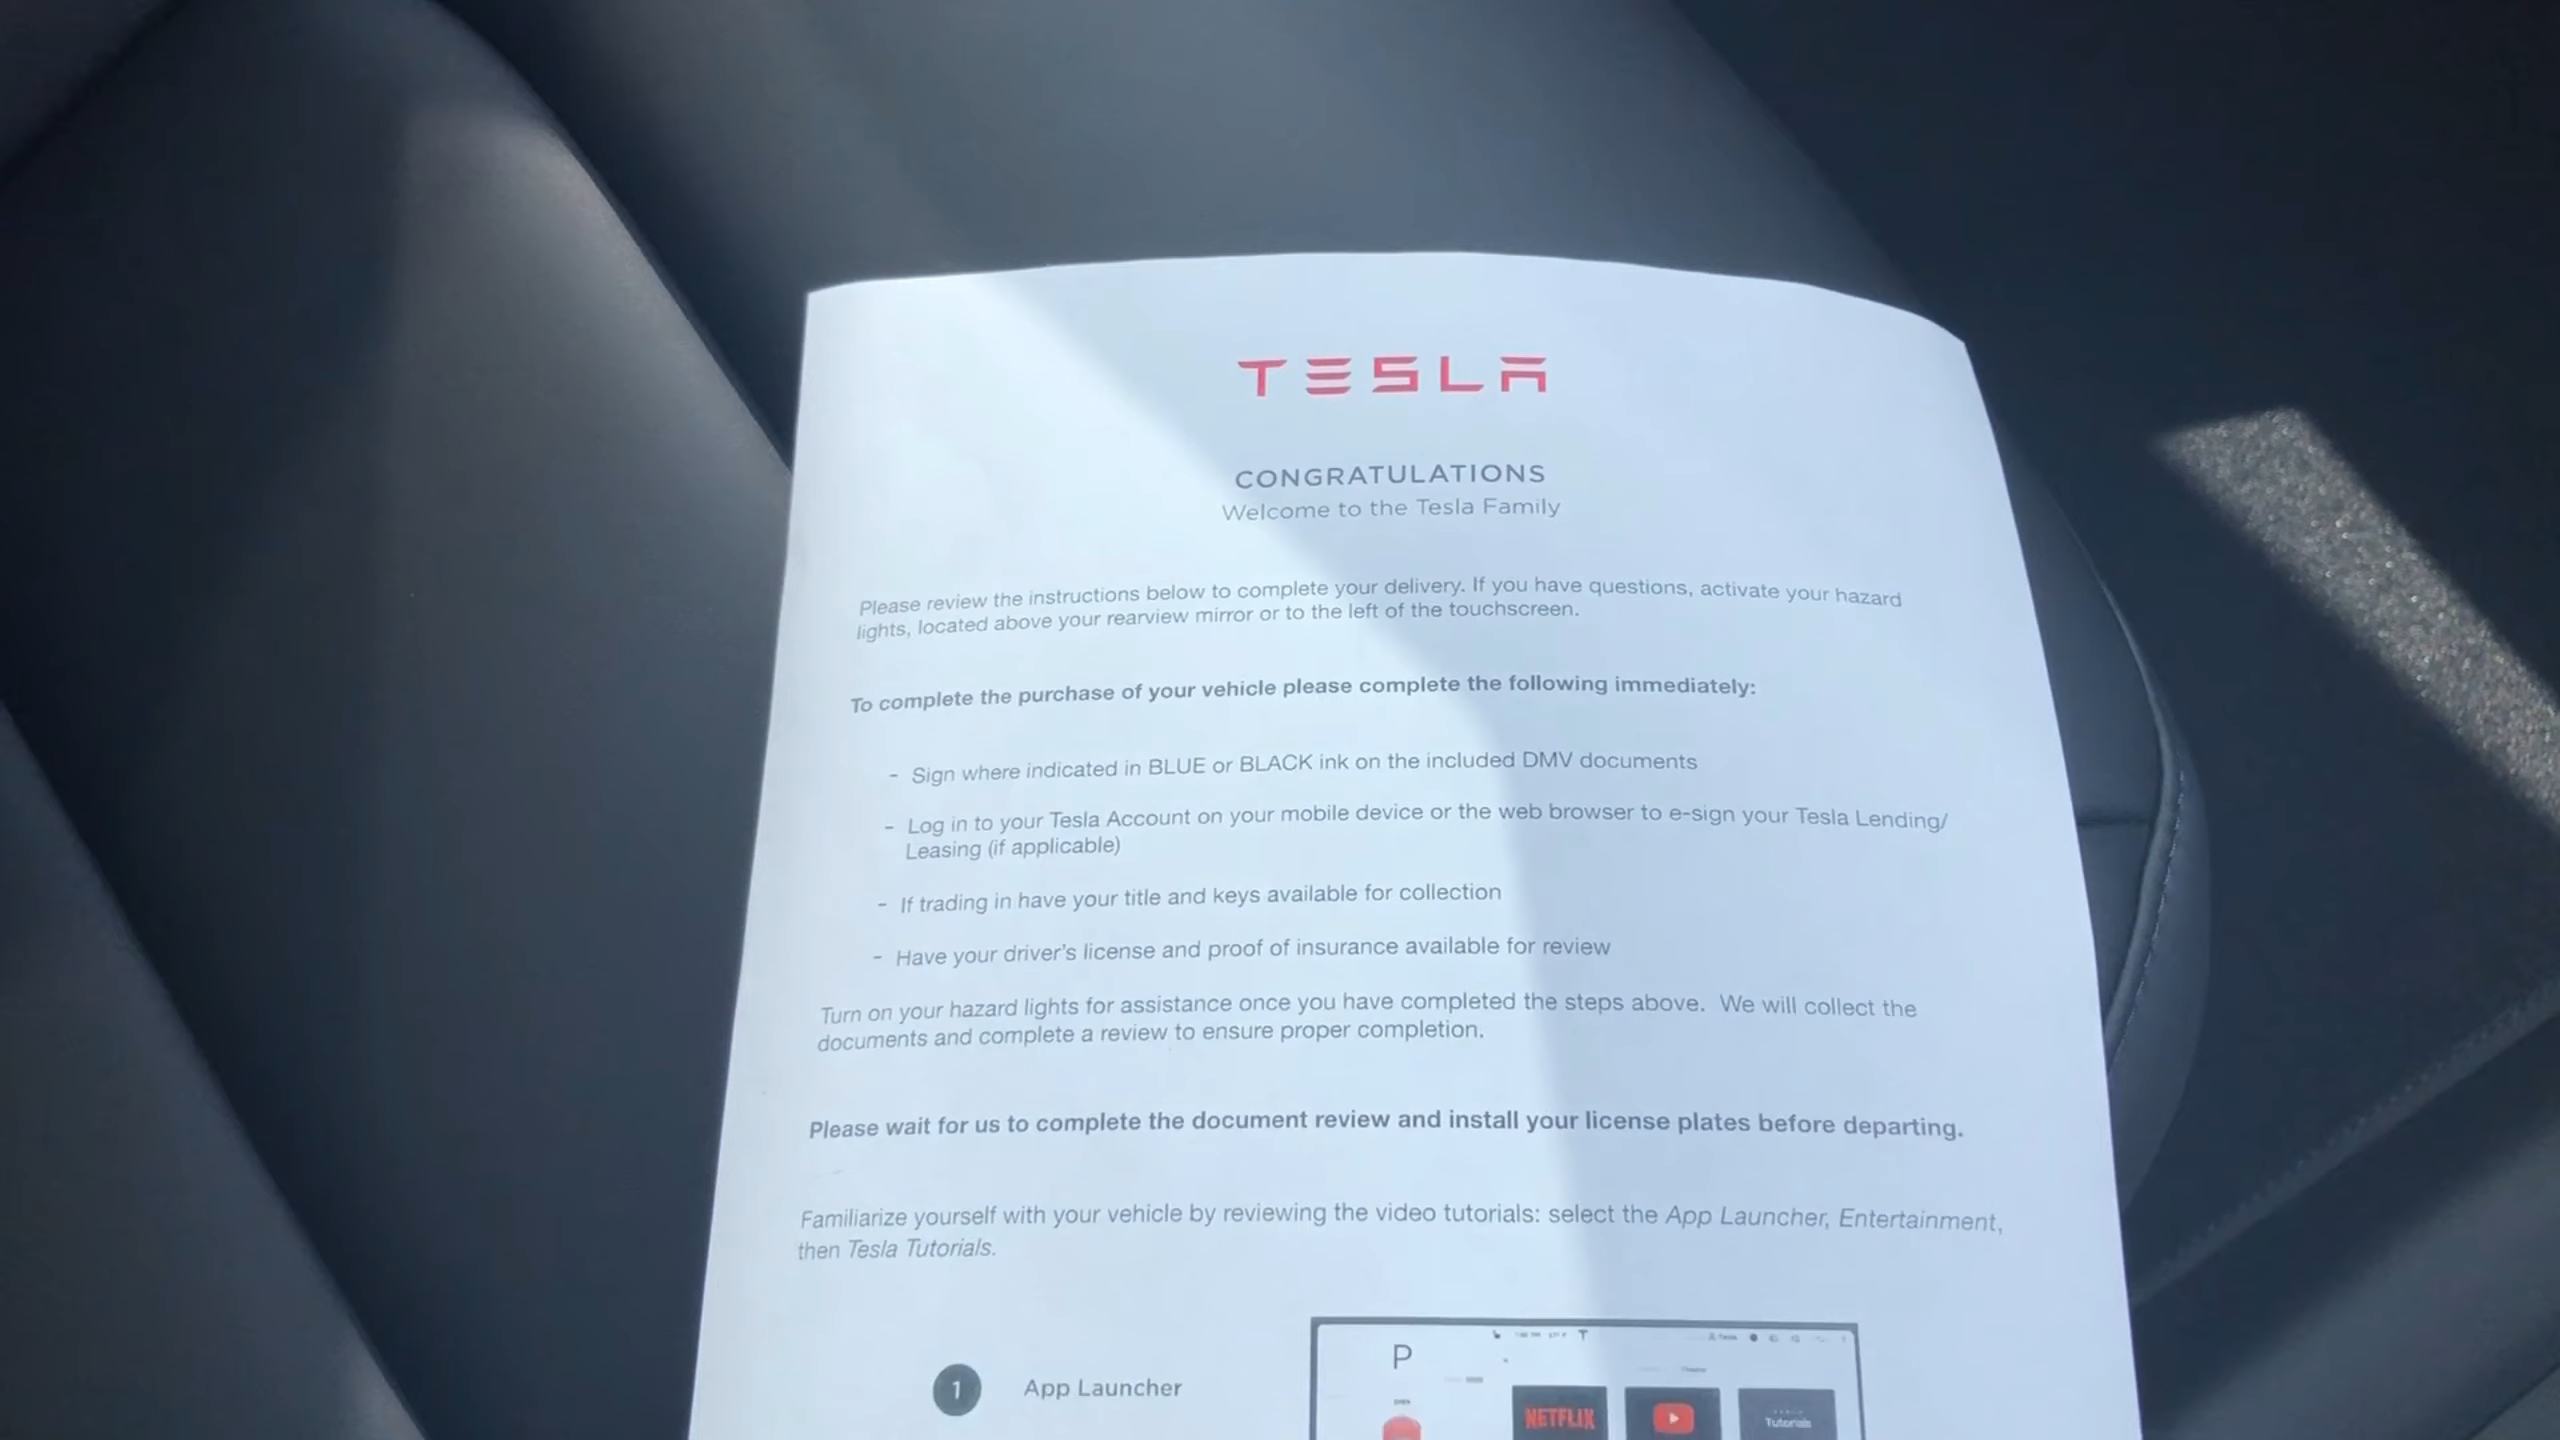 TESLA
CONGRATULATIONS
Welcome to the Tesla Family
Please review the instructions below to complete your delivery. If you have questions, activate your hazard
lights, located above your rearview mirror or to the left of the touchscreen.
To complete the purchase of your vehicle please complete the following immediately:
- Sign where indicated in BLUE or BLACK ink on the included DMV documents
- Log in to your Tesla Account on your mobile device or the web browser to e-sign your Tesla Lending/
Leasing (if applicable)
- If trading in have your title and keys available for collection
- Have your driver's license and proof of insurance available for review
Turn on your hazard lights for assistance once you have completed the steps above. We will collect the
documents and complete a review to ensure proper completion.
Please wait for us to complete the document review and install your license plates before departing.
Familiarize yourself with your vehicle by reviewing the video tutorials: select the App Launcher, Entertainment,
then Tesla Tutorials.
1 App Launcher
P
NETFLIX
Tutorials